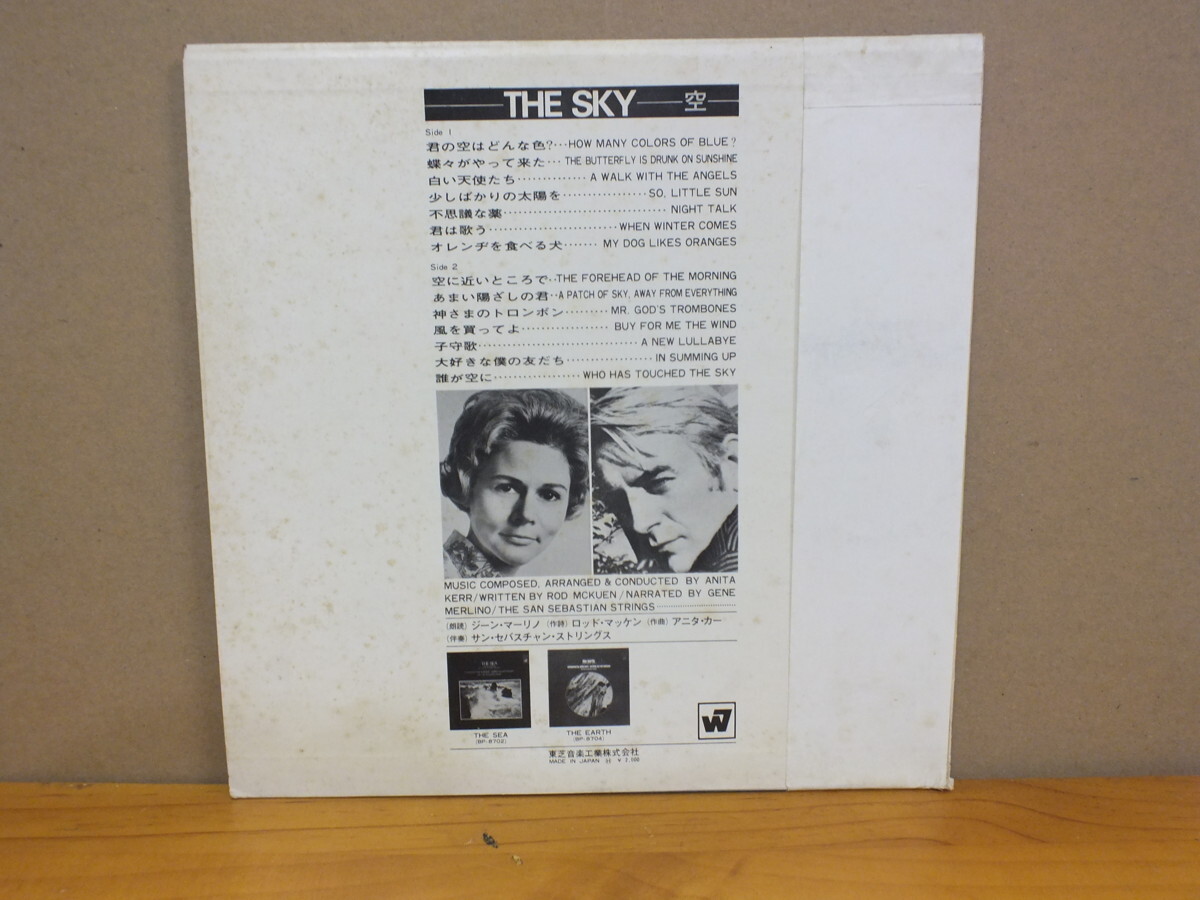 THE SKY 空
Side 1
君の空はどんな色?…HOW MANY COLORS OF BLUE?
蝶々がやって来た…THE BUTTERFLY IS DRUNK ON SUNSHINE
白い天使たち…………A WALK WITH THE ANGELS
少しばかりの太陽を………………SO, LITTLE SUN
不思議な薬………………………………NIGHT TALK
君は歌う………………………WHEN WINTER COMES
オレンヂを食べる犬……MY DOG LIKES ORANGES
Side 2
空に近いところで‥THE FOREHEAD OF THE MORNING
あまい陽ざしの君‥A PATCH OF SKY, AWAY FROM EVERYTHING
神さまのトロンボン………MR. GOD'S TROMBONES
風を買ってよ………………BUY FOR ME THE WIND
子守歌………………………………A NEW LULLABYE
大好きな僕の友だち………………IN SUMMING UP
誰が空に………………WHO HAS TOUCHED THE SKY
MUSIC COMPOSED, ARRANGED & CONDUCTED BY ANITA
KERR/WRITTEN BY ROD MCKUEN/NARRATED BY GENE
MERLINO/THE SAN SEBASTIAN STRINGS………………
(朗読) ジーン・マーリノ (作詩) ロッド・マッケン (作曲) アニタ・カー
(伴奏) サン・セバスチャン・ストリングス
THE SEA
(BP-8702)
THE EARTH
(BP-8704)
W7
東芝音楽工業株式会社
MADE IN JAPAN ¥2,000